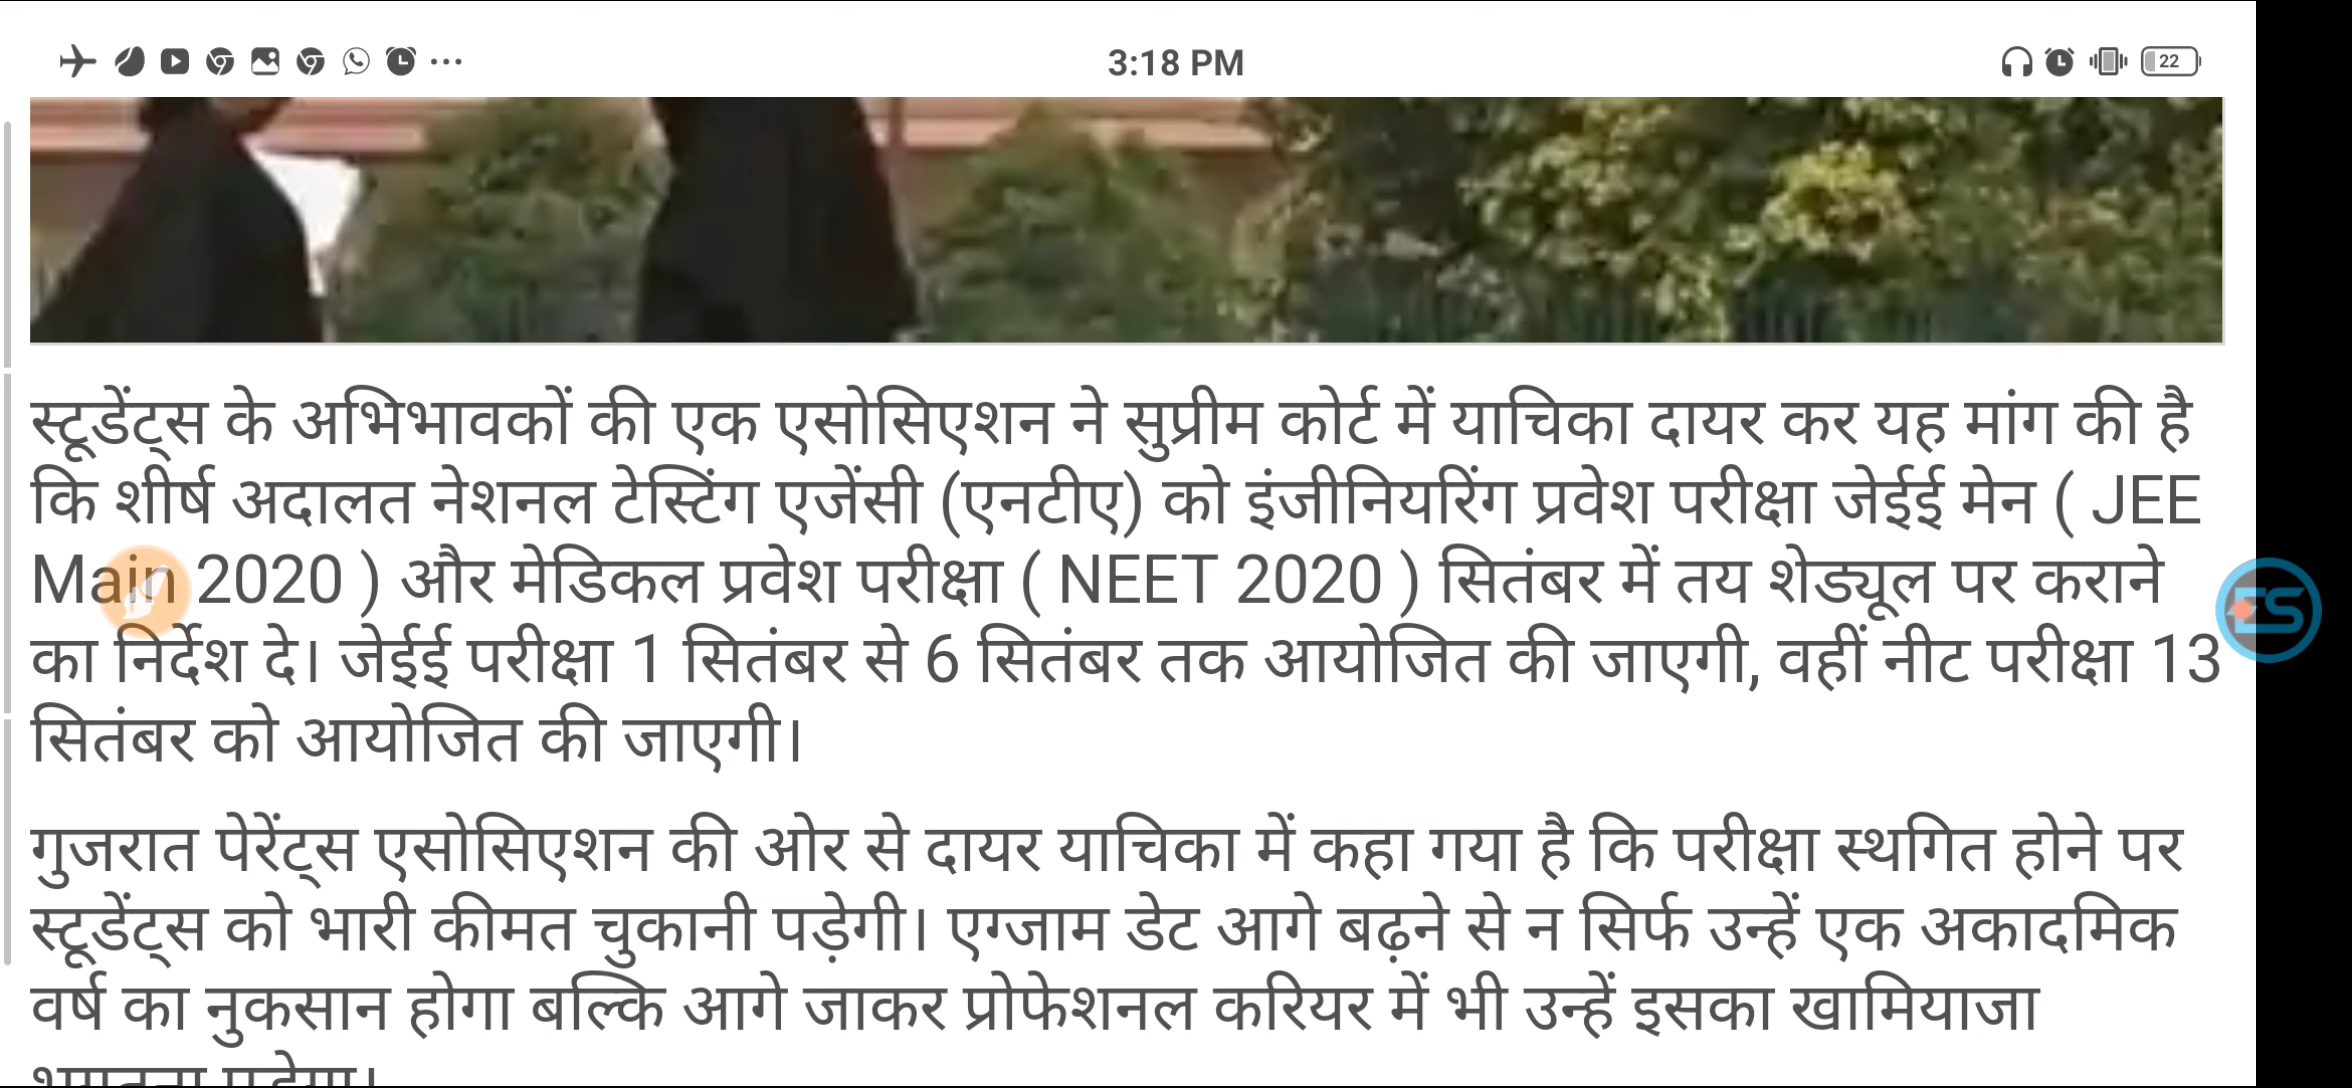 3:18 PM
22
स्टूडेंट्स के अभिभावकों की एक एसोसिएशन ने सुप्रीम कोर्ट में याचिका दायर कर यह मांग की है
कि शीर्ष अदालत नेशनल टेस्टिंग एजेंसी (एनटीए) को इंजीनियरिंग प्रवेश परीक्षा जेईई मेन ( JEE
Main 2020 ) और मेडिकल प्रवेश परीक्षा ( NEET 2020 ) सितंबर में तय शेड्यूल पर कराने
का निर्देश दे। जेईई परीक्षा 1 सितंबर से 6 सितंबर तक आयोजित की जाएगी, वहीं नीट परीक्षा 13
सितंबर को आयोजित की जाएगी।
ES
गुजरात पेरेंट्स एसोसिएशन की ओर से दायर याचिका में कहा गया है कि परीक्षा स्थगित होने पर
स्टूडेंट्स को भारी कीमत चुकानी पड़ेगी। एग्जाम डेट आगे बढ़ने से न सिर्फ उन्हें एक अकादमिक
वर्ष का नुकसान होगा बल्कि आगे जाकर प्रोफेशनल करियर में भी उन्हें इसका खामियाजा